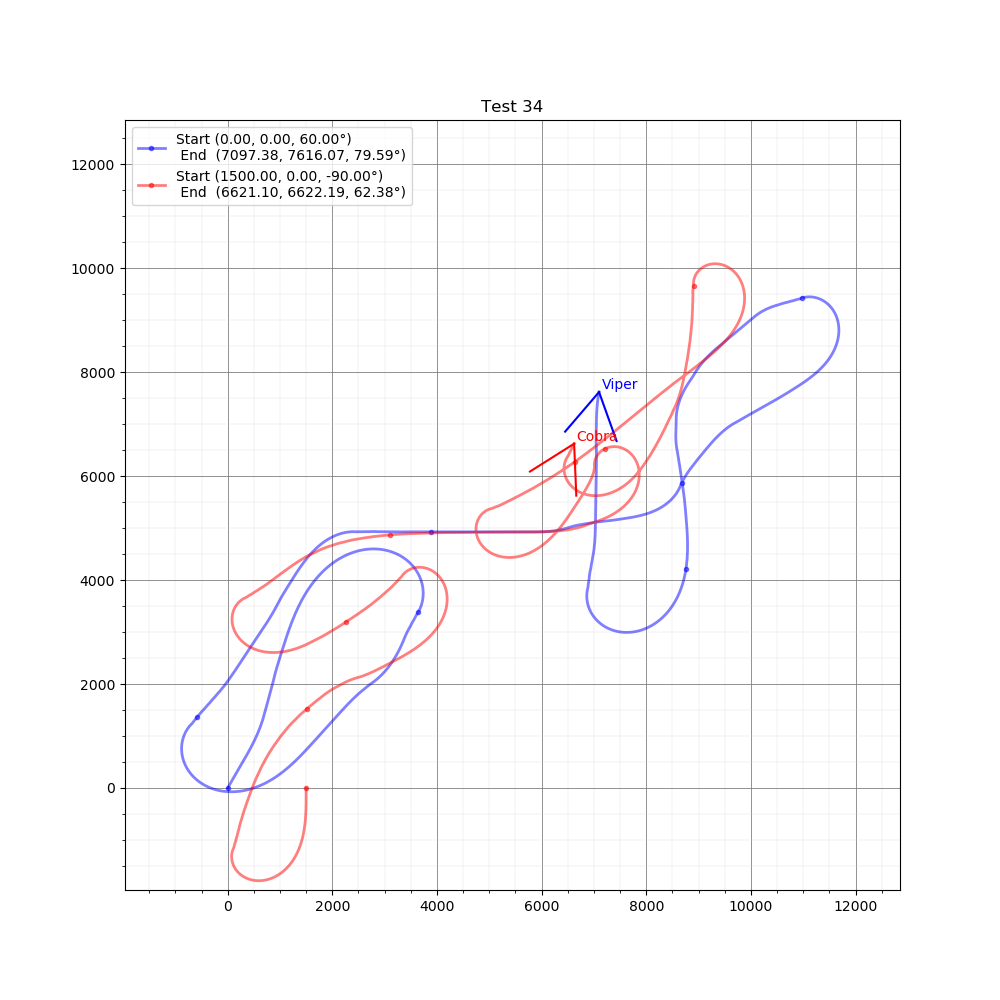 Test 34
Start (0.00, 0.00, 60.00°)
End (7097.38, 7616.07, 79.59°)
Start (1500.00, 0.00, -90.00°)
End (6621.10, 6622.19, 62.38°)
12000
10000
8000
6000
4000
2000
0
Viper
Cobra
0 2000 4000 6000 8000 10000 12000